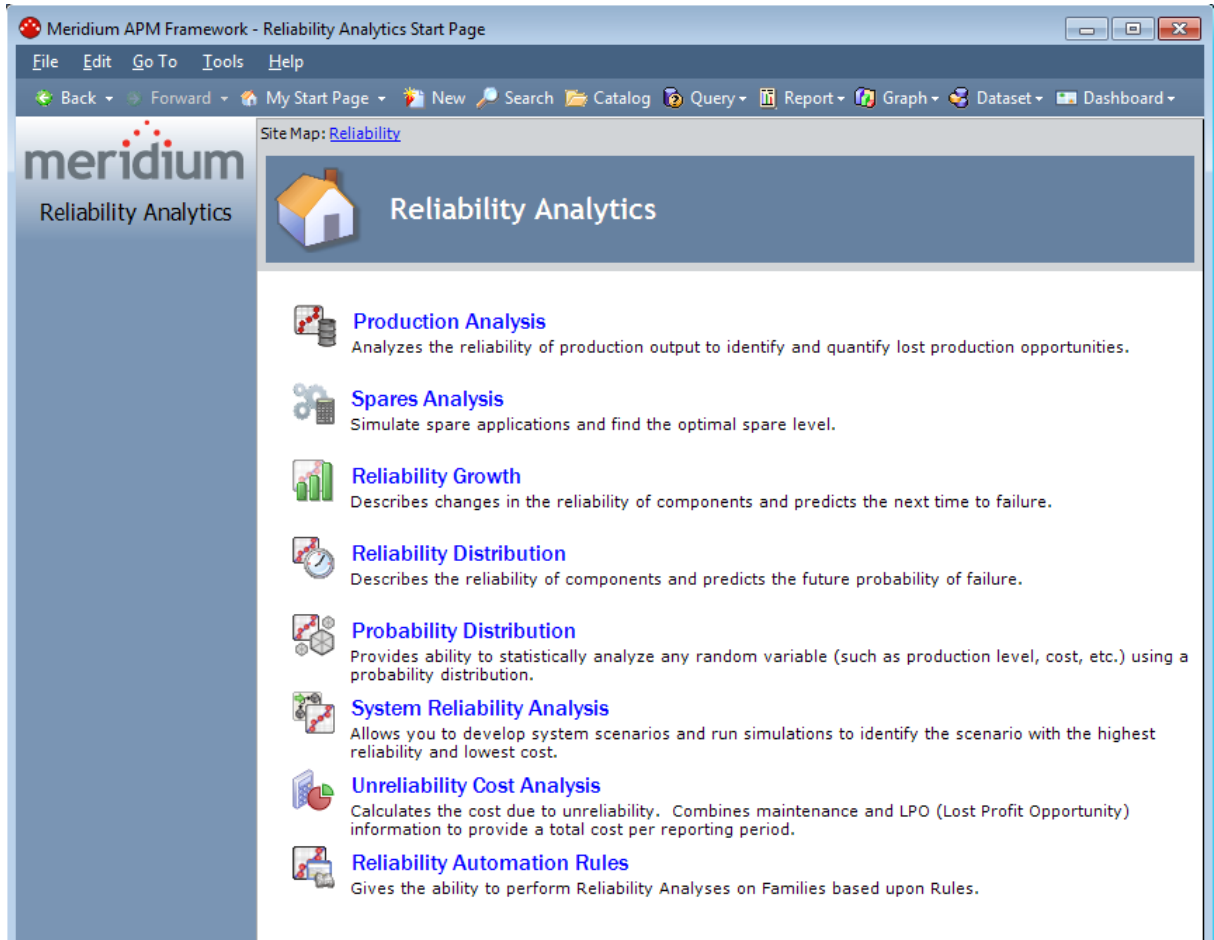 Meridium APM Framework - Reliability Analytics Start Page
File Edit Go To Tools Help
Back Forward My Start Page New Search Catalog Query Report Graph Dataset Dashboard
meridium
Reliability Analytics
Site Map: Reliability
Reliability Analytics
Production Analysis
Analyzes the reliability of production output to identify and quantify lost production opportunities.
Spares Analysis
Simulate spare applications and find the optimal spare level.
Reliability Growth
Describes changes in the reliability of components and predicts the next time to failure.
Reliability Distribution
Describes the reliability of components and predicts the future probability of failure.
Probability Distribution
Provides ability to statistically analyze any random variable (such as production level, cost, etc.) using a
probability distribution.
System Reliability Analysis
Allows you to develop system scenarios and run simulations to identify the scenario with the highest
reliability and lowest cost.
Unreliability Cost Analysis
Calculates the cost due to unreliability.  Combines maintenance and LPO (Lost Profit Opportunity)
information to provide a total cost per reporting period.
Reliability Automation Rules
Gives the ability to perform Reliability Analyses on Families based upon Rules.